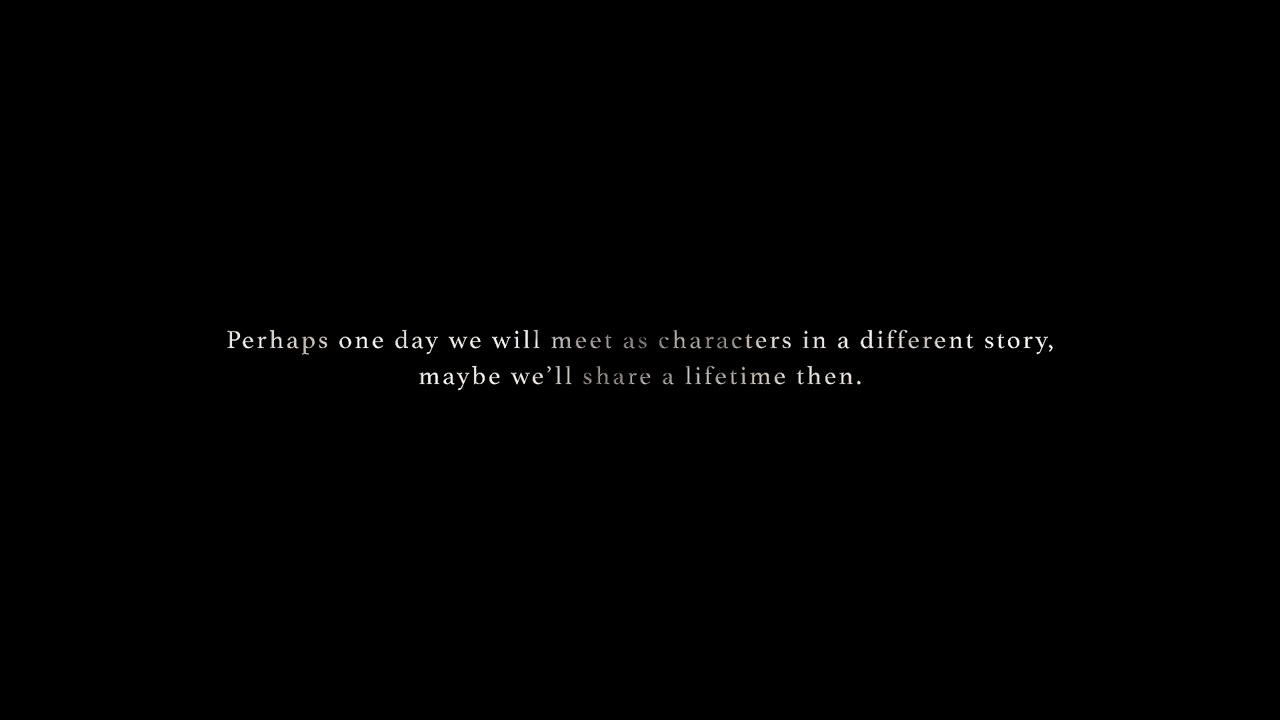 Perhaps one day we will meet as characters in a different story,
maybe we’ll share a lifetime then.